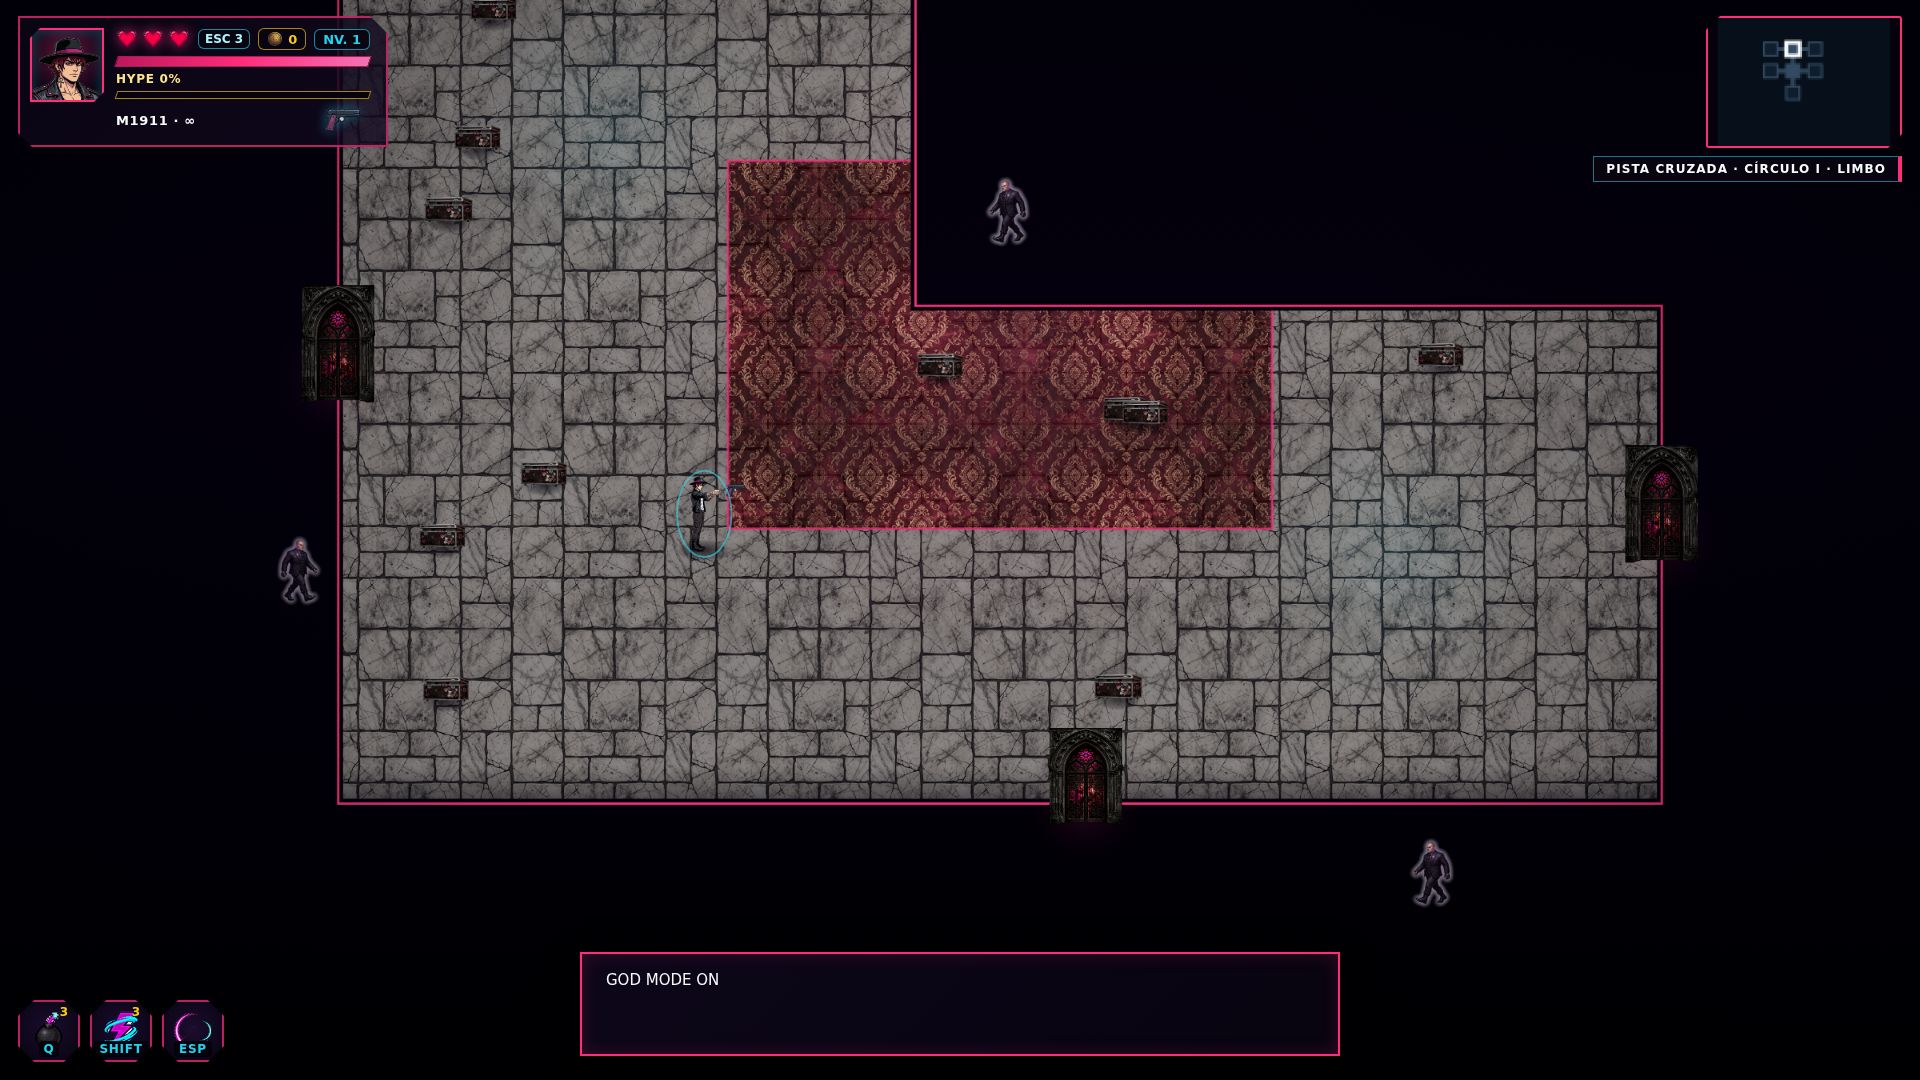 ESC 3
0
NV. 1
HYPE 0%
M1911 · ∞
PISTA CRUZADA · CÍRCULO I · LIMBO
GOD MODE ON
3
Q
3
SHIFT
ESP